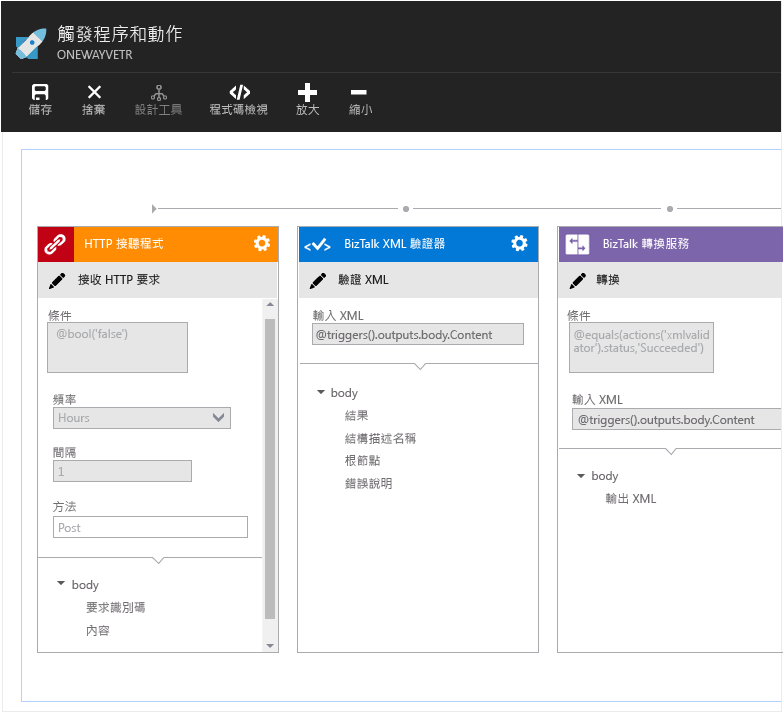 觸發程序和動作
ONEWAYVETR
儲存
捨棄
設計工具
程式碼檢視
放大
縮小
HTTP 接聽程式
接收 HTTP 要求
條件
@bool('false')
頻率
Hours
間隔
1
方法
Post
body
要求識別碼
內容
BizTalk XML 驗證器
驗證 XML
輸入 XML
@triggers().outputs.body.Content
body
結果
結構描述名稱
根節點
錯誤說明
BizTalk 轉換服務
轉換
條件
@equals(actions('xmlvalid
ator').status,'Succeeded')
輸入 XML
@triggers().outputs.body.Content
body
輸出 XML